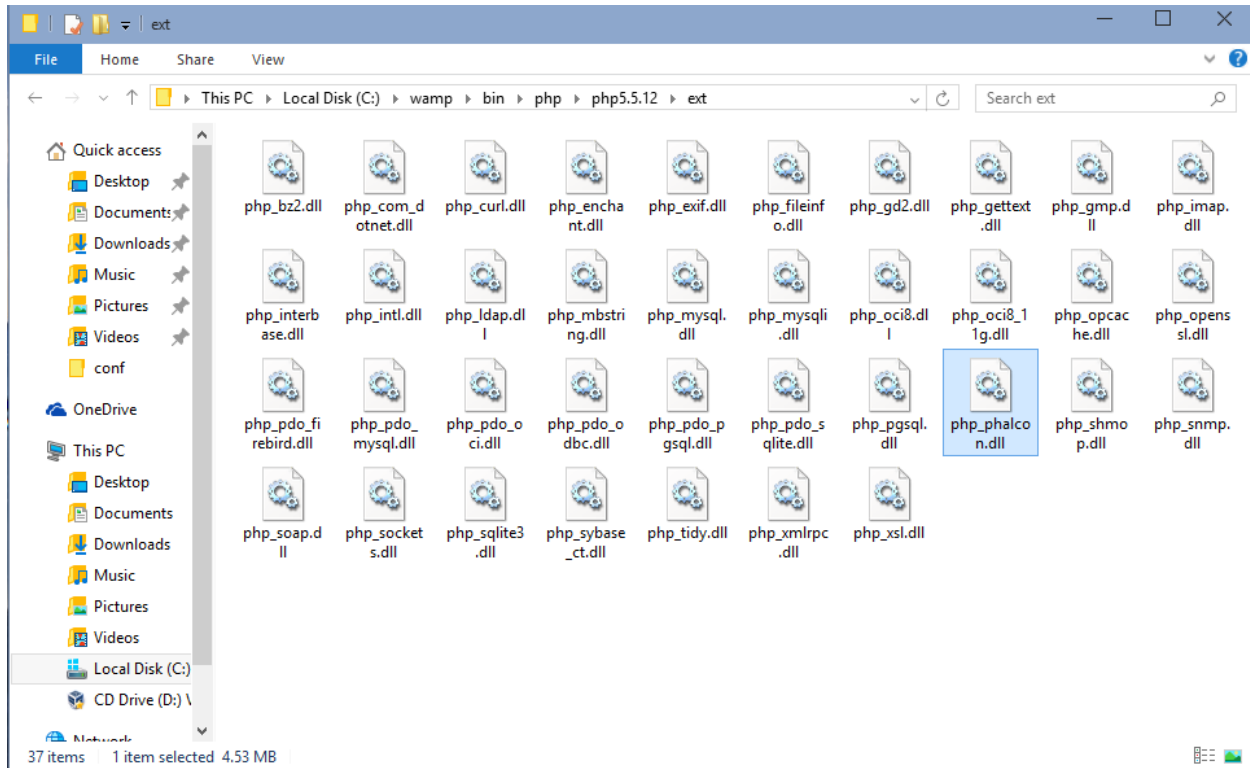 ext
File Home Share View
This PC Local Disk (C:) wamp bin php php5.5.12 ext Search ext
Quick access
Desktop
Documents
Downloads
Music
Pictures
Videos
conf
OneDrive
This PC
Desktop
Documents
Downloads
Music
Pictures
Videos
Local Disk (C:)
CD Drive (D:) V
Network
php_bz2.dll php_com_d php_curl.dll php_encha php_exif.dll php_fileinf php_gd2.dll php_gettext php_gmp.d php_imap.
otnet.dll nt.dll o.dll .dll ll dll
php_interb php_intl.dll php_ldap.dl php_mbstri php_mysql. php_mysqli php_oci8.dl php_oci8_1 php_opcac php_opens
ase.dll l ng.dll dll .dll l 1g.dll he.dll sl.dll
php_pdo_fi php_pdo_ php_pdo_o php_pdo_o php_pdo_p php_pdo_s php_pgsql. php_phalco php_shmo php_snmp.
rebird.dll mysql.dll ci.dll dbc.dll gsql.dll qlite.dll dll n.dll p.dll dll
php_soap.d php_socket php_sqlite3 php_sybase php_tidy.dll php_xmlrpc php_xsl.dll
ll s.dll .dll _ct.dll .dll
37 items 1 item selected 4.53 MB